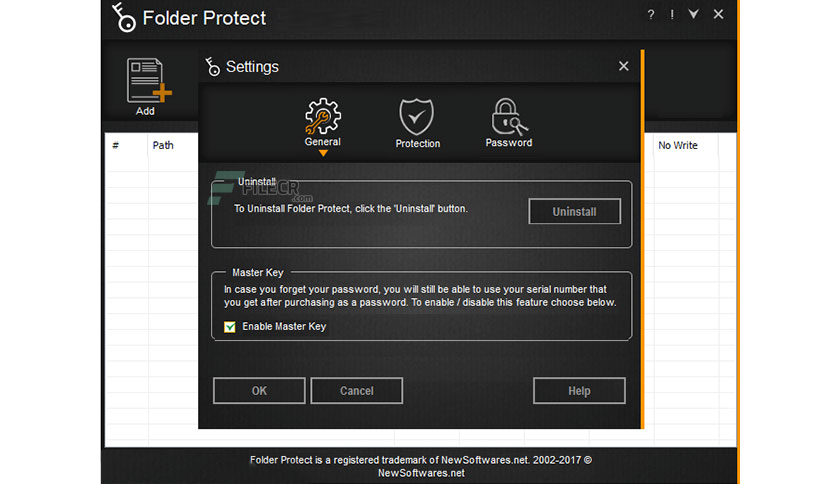 Folder Protect
? !
Settings
Add
General
Protection
Password
# Path No Write
Uninstall
FILECR
.com
To Uninstall Folder Protect, click the 'Uninstall' button.
Uninstall
Master Key
In case you forget your password, you will still be able to use your serial number that
you get after purchasing as a password. To enable / disable this feature choose below.
Enable Master Key
OK
Cancel
Help
Folder Protect is a registered trademark of NewSoftwares.net. 2002-2017 ©
NewSoftwares.net